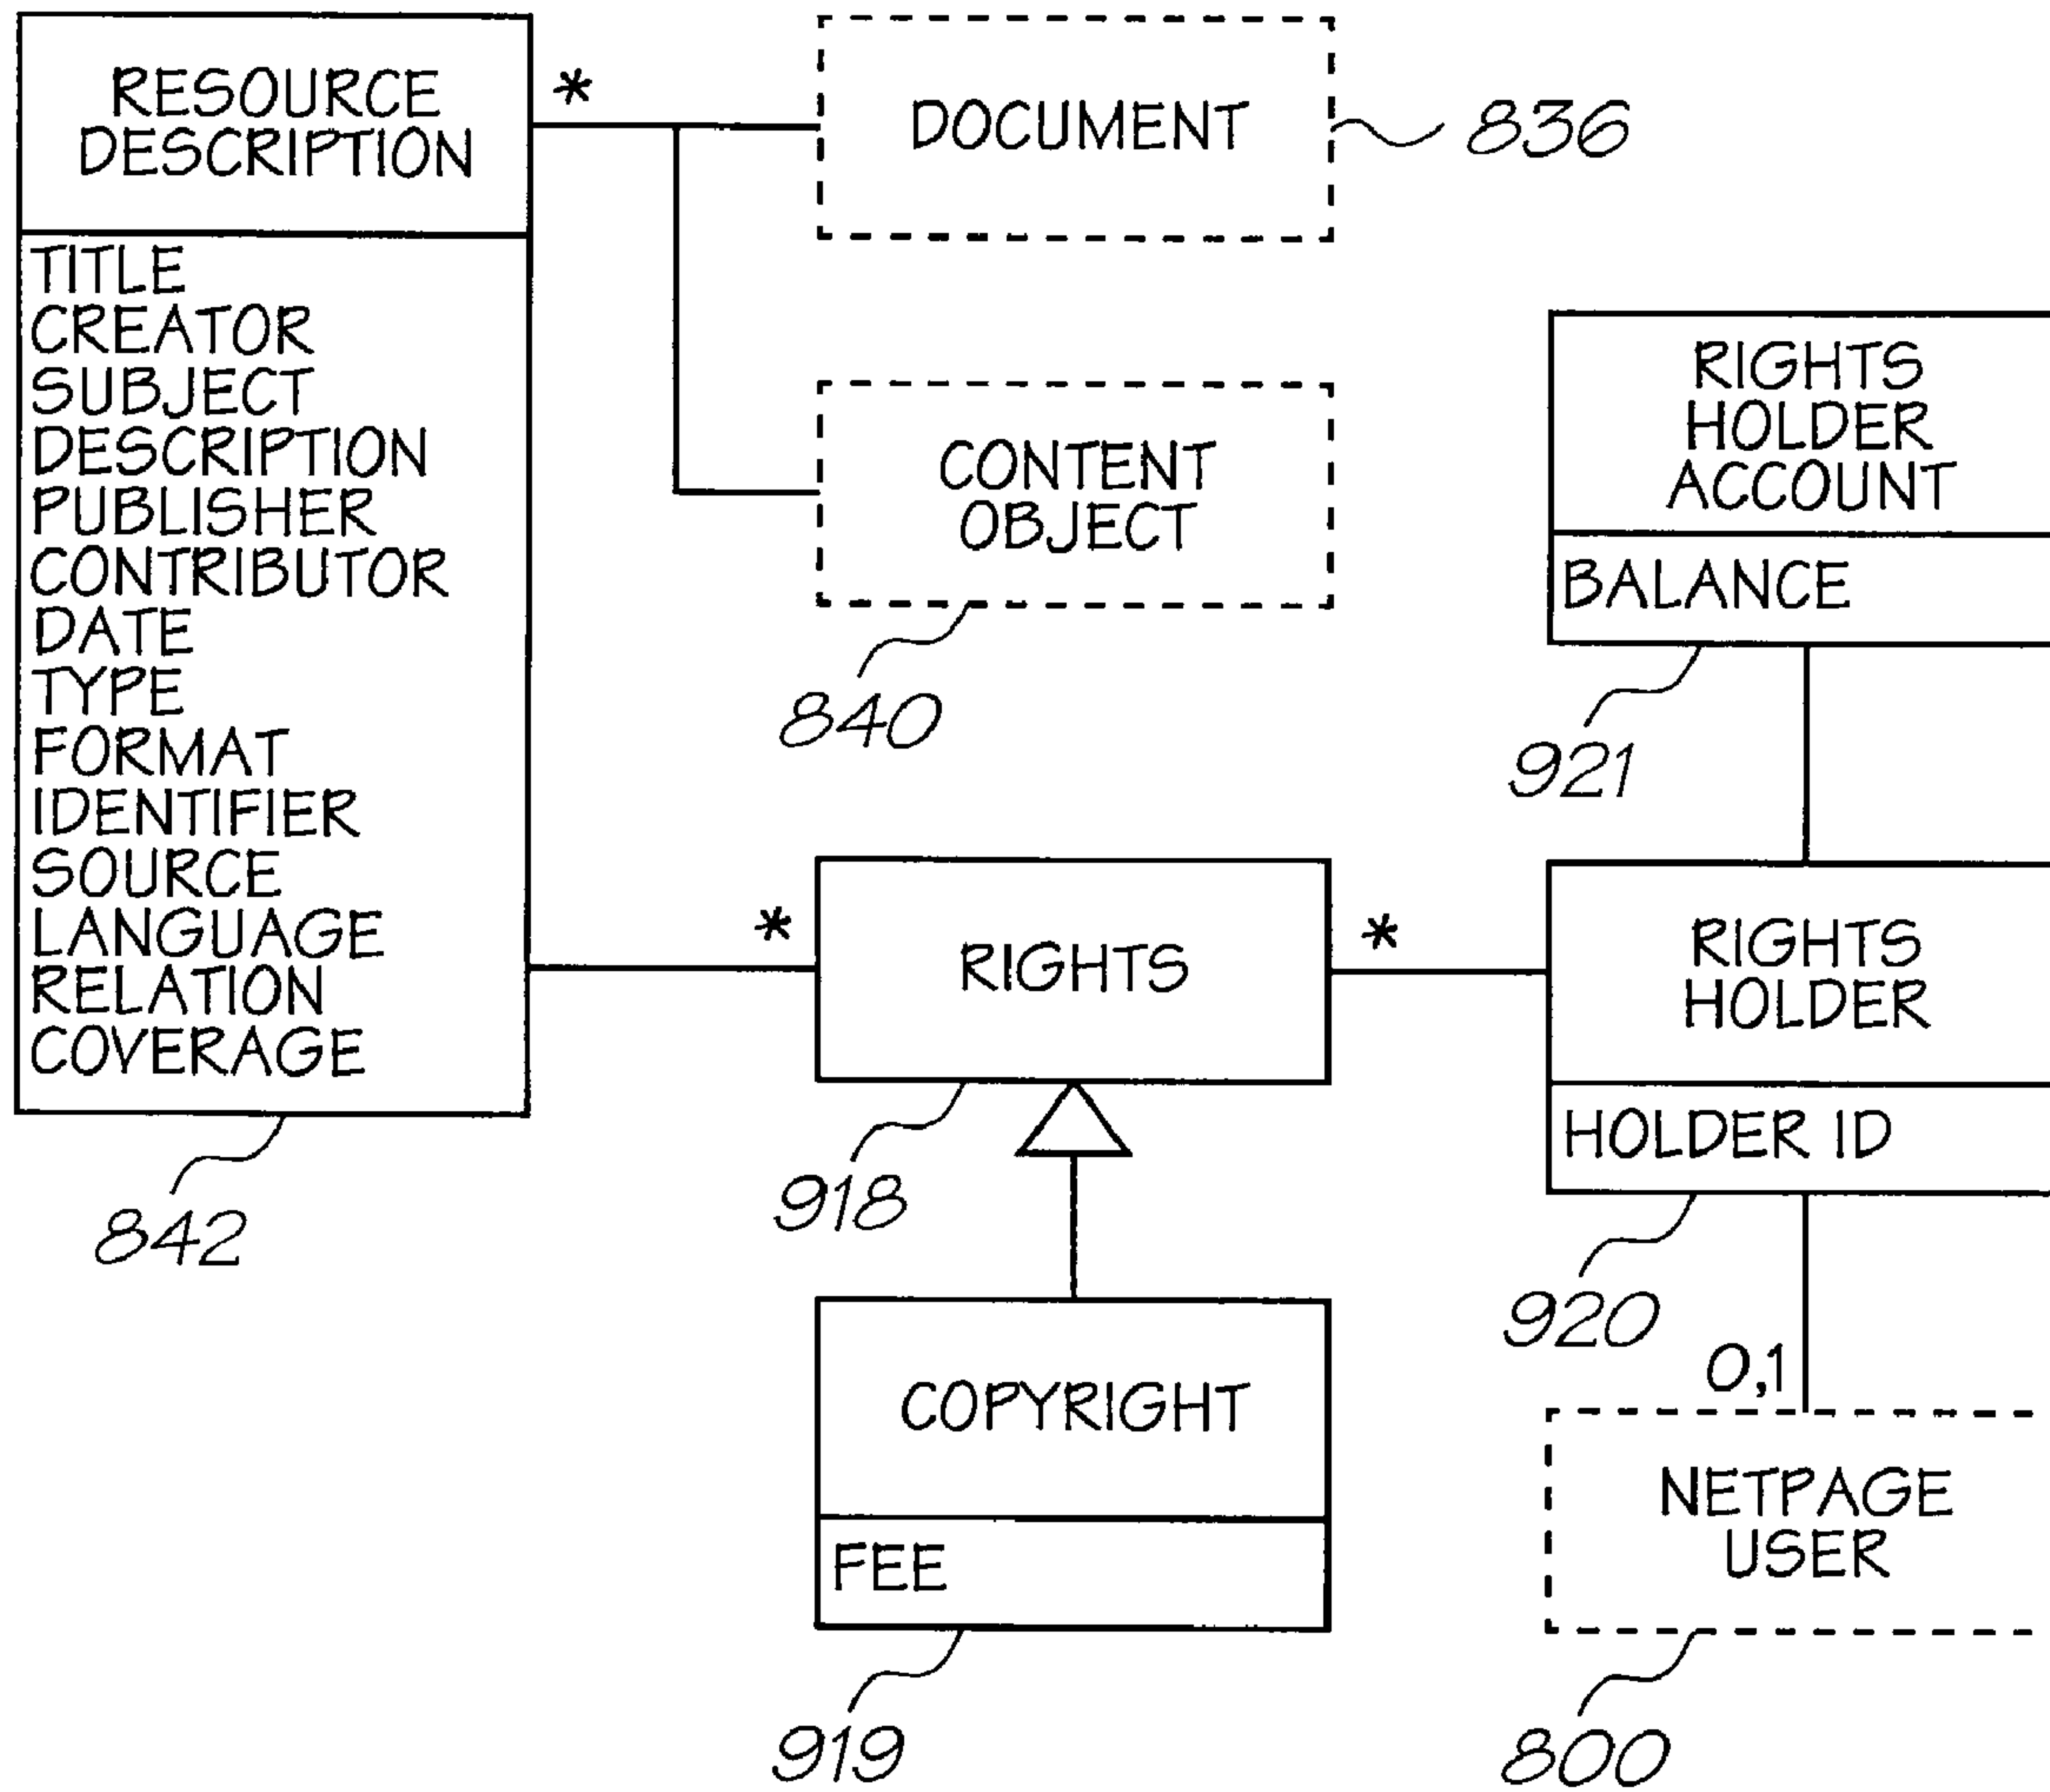 RESOURCE
DESCRIPTION
*
TITLE
CREATOR
SUBJECT
DESCRIPTION
PUBLISHER
CONTRIBUTOR
DATE
TYPE
FORMAT
IDENTIFIER
SOURCE
LANGUAGE
RELATION
COVERAGE
842
DOCUMENT
836
CONTENT
OBJECT
840
RIGHTS
HOLDER
ACCOUNT
BALANCE
921
*
RIGHTS
*
918
RIGHTS
HOLDER
HOLDER ID
920
COPYRIGHT
FEE
919
0,1
NETPAGE
USER
800